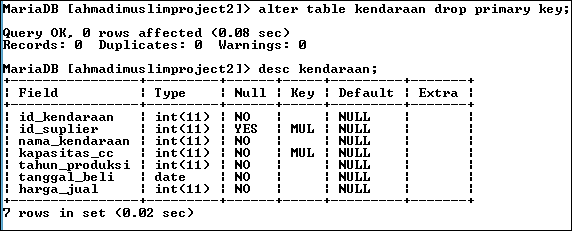 MariaDB [ahmadimuslimproject2]> alter table kendaraan drop primary key;
Query OK, 0 rows affected (0.08 sec)
Records: 0  Duplicates: 0  Warnings: 0
MariaDB [ahmadimuslimproject2]> desc kendaraan;
+----------------+---------+------+-----+---------+-------+
| Field          | Type    | Null | Key | Default | Extra |
+----------------+---------+------+-----+---------+-------+
| id_kendaraan   | int(11) | NO   |     | NULL    |       |
| id_suplier     | int(11) | YES  | MUL | NULL    |       |
| nama_kendaraan | int(11) | NO   |     | NULL    |       |
| kapasitas_cc   | int(11) | NO   | MUL | NULL    |       |
| tahun_produksi | int(11) | NO   |     | NULL    |       |
| tanggal_beli   | date    | NO   |     | NULL    |       |
| harga_jual     | int(11) | NO   |     | NULL    |       |
+----------------+---------+------+-----+---------+-------+
7 rows in set (0.02 sec)